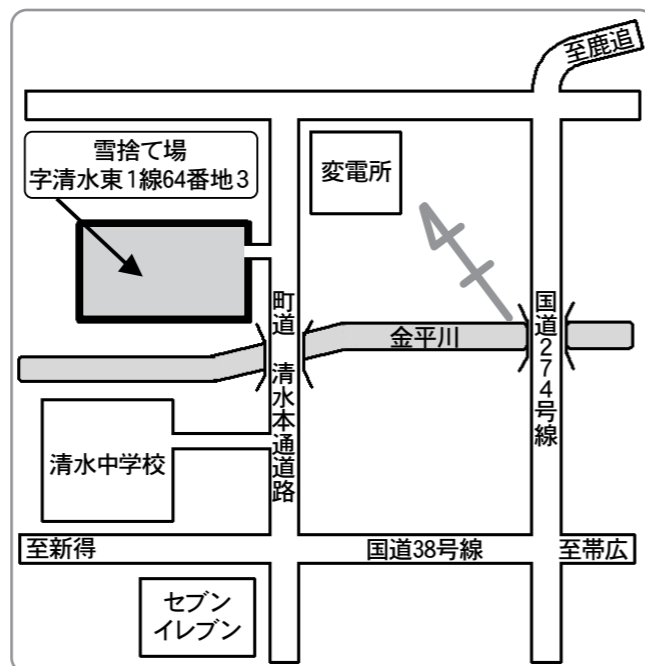 至鹿追
雪捨て場
字清水東1線64番地3
変電所
町道 清水本通道路
国道274号線
金平川
清水中学校
至新得
国道38号線
至帯広
セブン
イレブン